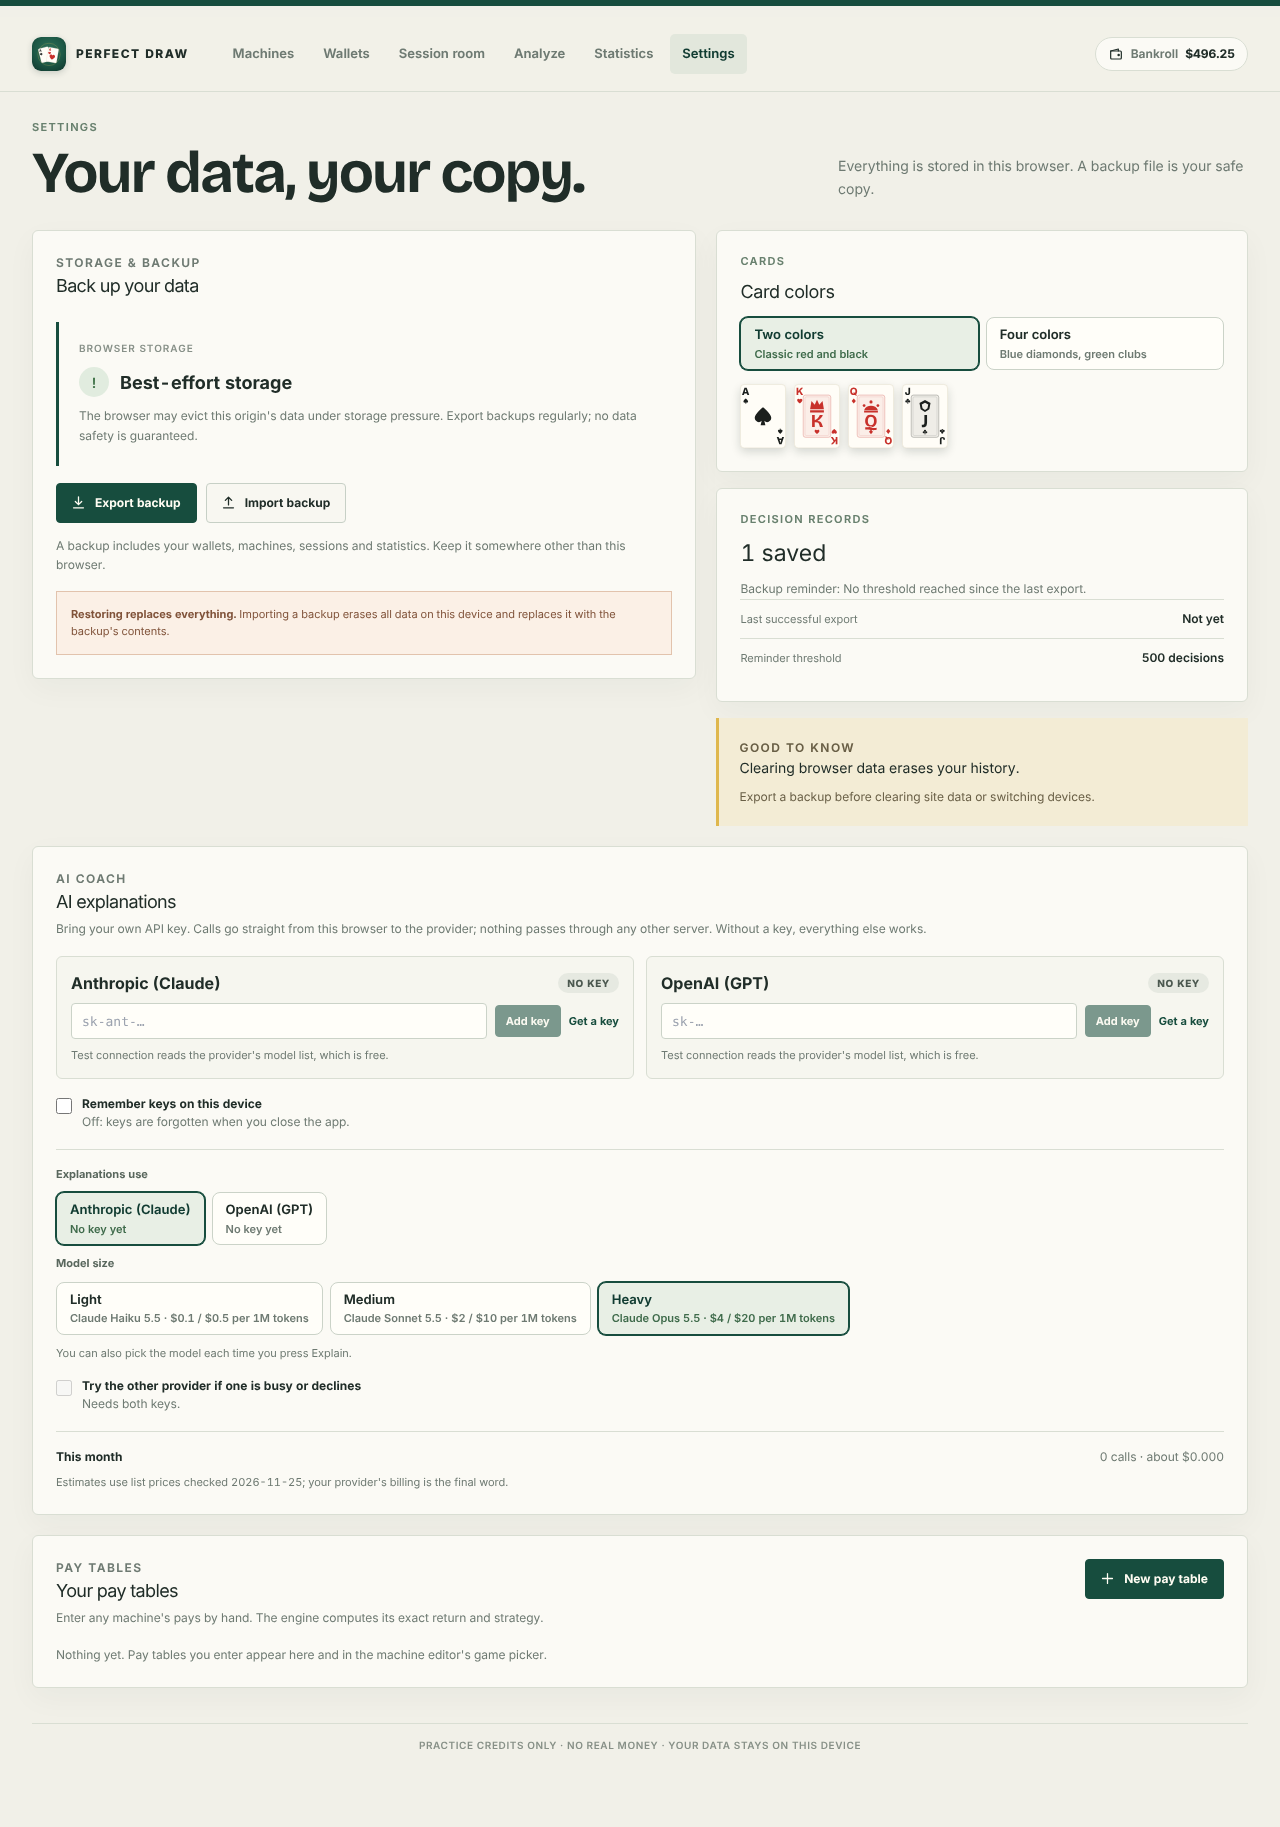 PERFECT DRAW
Machines
Wallets
Session room
Analyze
Statistics
Settings
Bankroll $496.25
SETTINGS
Your data, your copy.
Everything is stored in this browser. A backup file is your safe
copy.
STORAGE & BACKUP
Back up your data
BROWSER STORAGE
!
Best-effort storage
The browser may evict this origin's data under storage pressure. Export backups regularly; no data
safety is guaranteed.
Export backup
Import backup
A backup includes your wallets, machines, sessions and statistics. Keep it somewhere other than this
browser.
Restoring replaces everything. Importing a backup erases all data on this device and replaces it with the
backup's contents.
CARDS
Card colors
Two colors
Classic red and black
Four colors
Blue diamonds, green clubs
A
A
K
K
K
Q
Q
Q
J
J
J
DECISION RECORDS
1 saved
Backup reminder: No threshold reached since the last export.
Last successful export
Not yet
Reminder threshold
500 decisions
GOOD TO KNOW
Clearing browser data erases your history.
Export a backup before clearing site data or switching devices.
AI COACH
AI explanations
Bring your own API key. Calls go straight from this browser to the provider; nothing passes through any other server. Without a key, everything else works.
Anthropic (Claude)
NO KEY
sk-ant-…
Add key
Get a key
Test connection reads the provider's model list, which is free.
OpenAI (GPT)
NO KEY
sk-…
Add key
Get a key
Test connection reads the provider's model list, which is free.
Remember keys on this device
Off: keys are forgotten when you close the app.
Explanations use
Anthropic (Claude)
No key yet
OpenAI (GPT)
No key yet
Model size
Light
Claude Haiku 5.5 · $0.1 / $0.5 per 1M tokens
Medium
Claude Sonnet 5.5 · $2 / $10 per 1M tokens
Heavy
Claude Opus 5.5 · $4 / $20 per 1M tokens
You can also pick the model each time you press Explain.
Try the other provider if one is busy or declines
Needs both keys.
This month
0 calls · about $0.000
Estimates use list prices checked 2026-11-25; your provider's billing is the final word.
PAY TABLES
Your pay tables
Enter any machine's pays by hand. The engine computes its exact return and strategy.
New pay table
Nothing yet. Pay tables you enter appear here and in the machine editor's game picker.
PRACTICE CREDITS ONLY · NO REAL MONEY · YOUR DATA STAYS ON THIS DEVICE